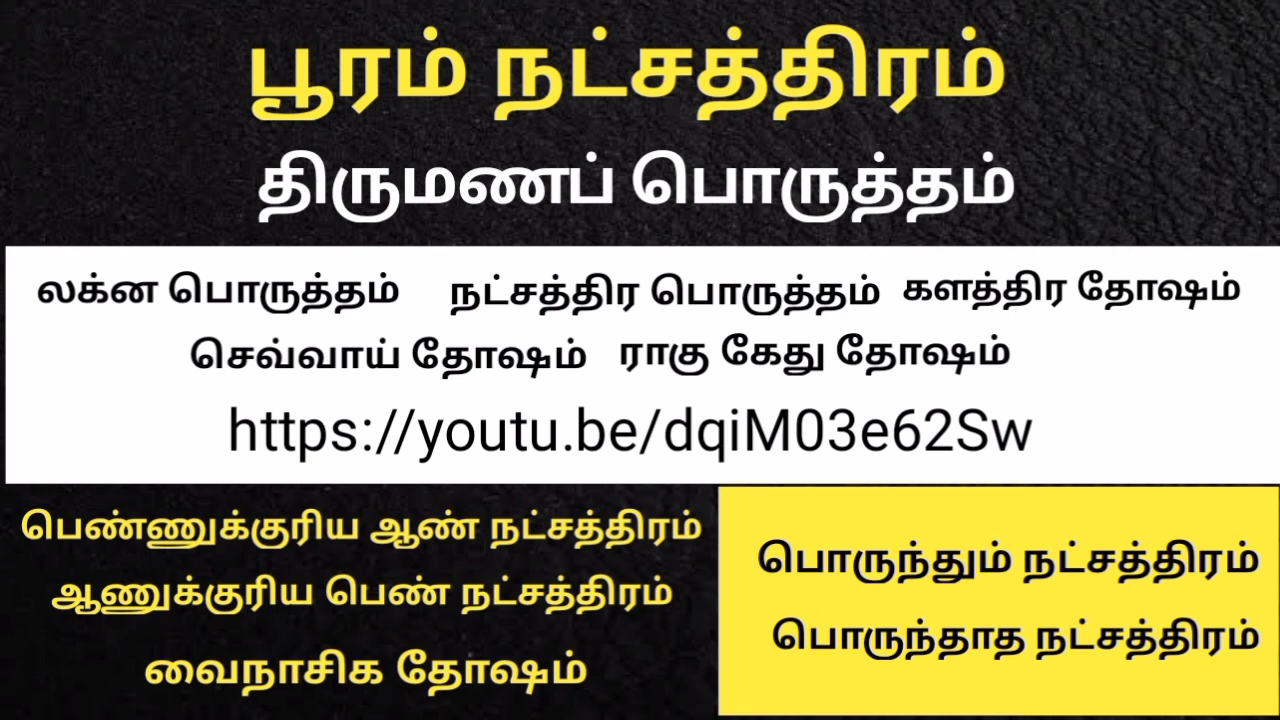 பூரம் நட்சத்திரம்
திருமணப் பொருத்தம்
லக்ன பொருத்தம் நட்சத்திர பொருத்தம் களத்திர தோஷம்
செவ்வாய் தோஷம் ராகு கேது தோஷம்
https://youtu.be/dqiM03e62Sw
பெண்ணுக்குரிய ஆண் நட்சத்திரம்
ஆணுக்குரிய பெண் நட்சத்திரம்
வைநாசிக தோஷம்
பொருந்தும் நட்சத்திரம்
பொருந்தாத நட்சத்திரம்